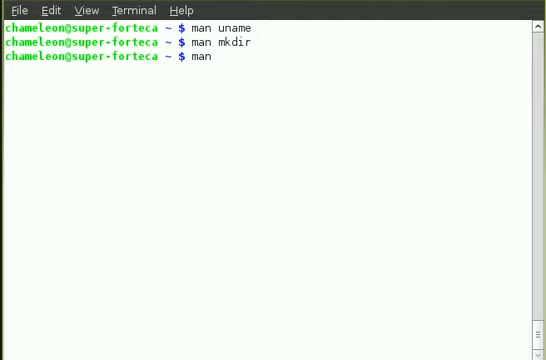 File Edit View Terminal Help
chameleon@super-forteca ~ $ man uname
chameleon@super-forteca ~ $ man mkdir
chameleon@super-forteca ~ $ man